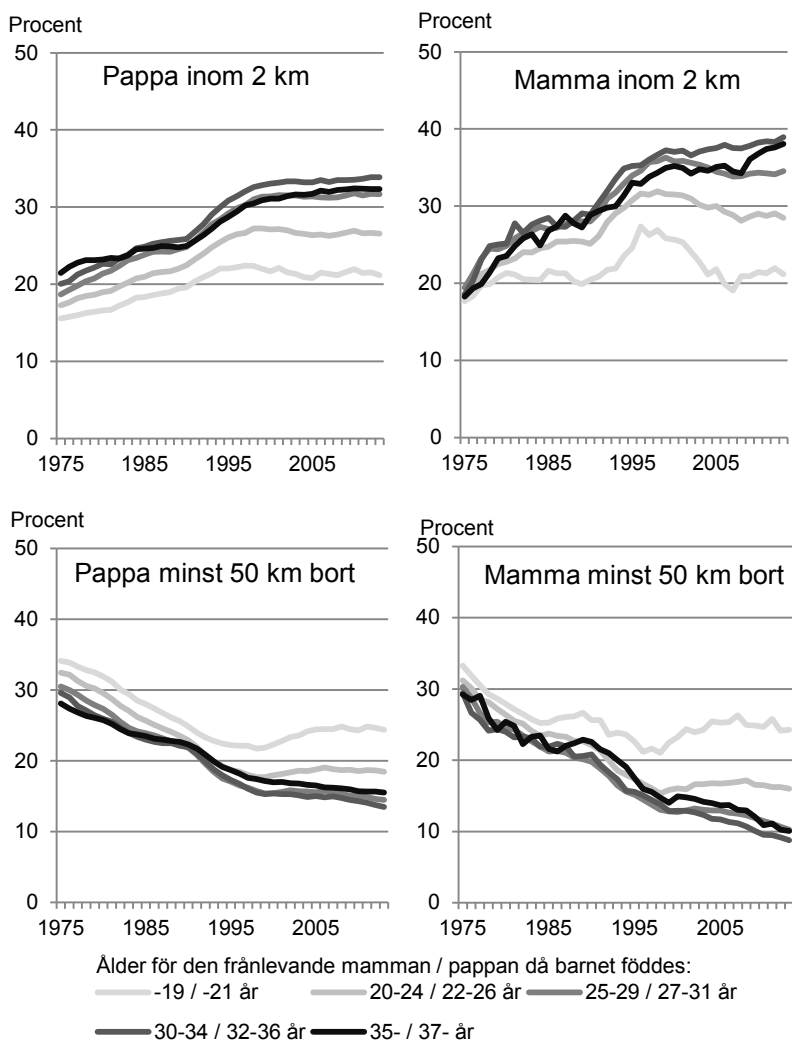 Procent
50
40
30
20
10
0
Pappa inom 2 km
1975 1985 1995 2005
Procent
50
40
30
20
10
0
Mamma inom 2 km
1975 1985 1995 2005
Procent
50
40
30
20
10
0
Pappa minst 50 km bort
1975 1985 1995 2005
Procent
50
40
30
20
10
0
Mamma minst 50 km bort
1975 1985 1995 2005
Ålder för den frånlevande mamman / pappan då barnet föddes:
-19 / -21 år 20-24 / 22-26 år 25-29 / 27-31 år
30-34 / 32-36 år 35- / 37- år